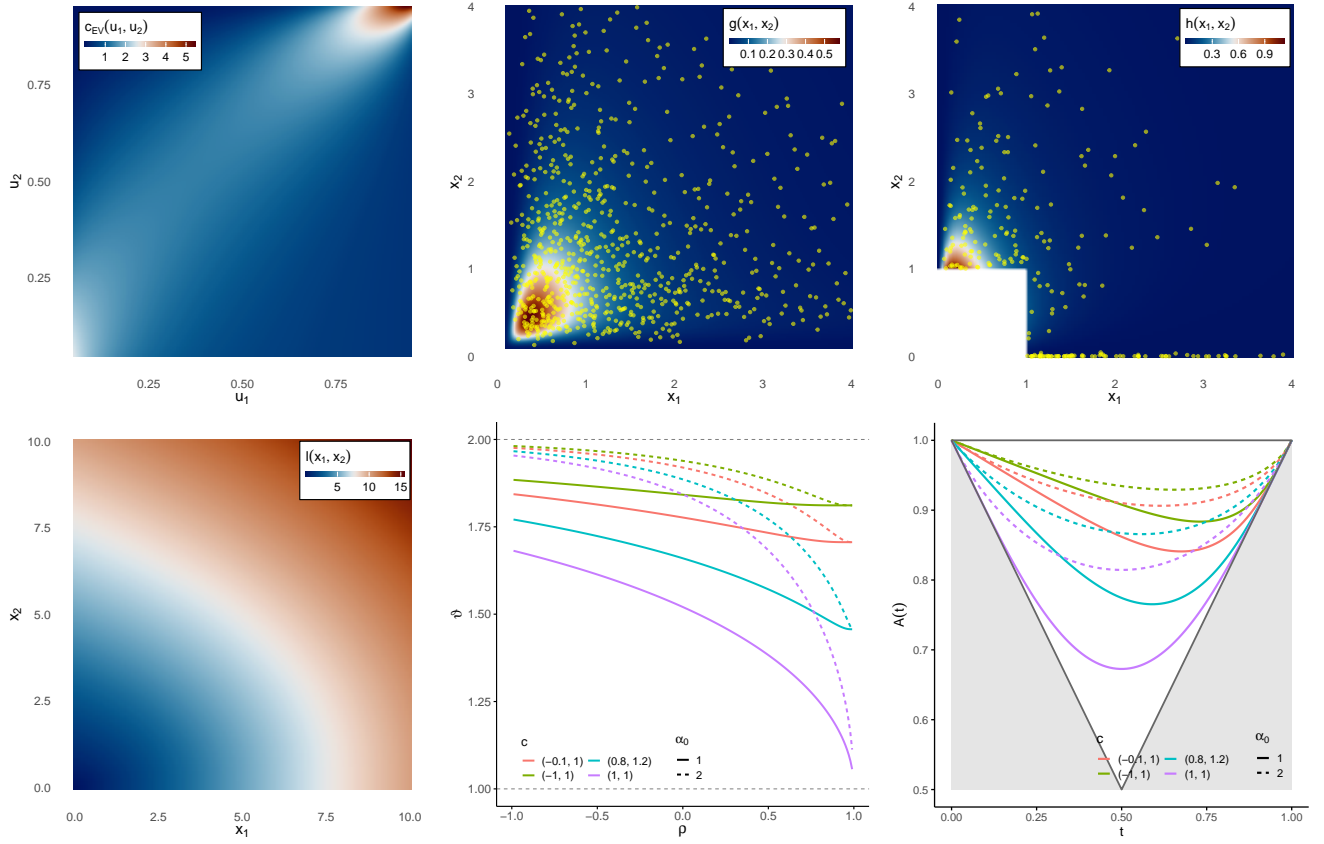 c_EV(u₁, u₂)
1 2 3 4 5
0.75
0.50
0.25
u₂
0.25 0.50 0.75
u₁
g(x₁, x₂)
0.1 0.2 0.3 0.4 0.5
4
3
2
1
0
x₂
0 1 2 3 4
x₁
h(x₁, x₂)
0.3 0.6 0.9
4
3
2
1
0
x₂
0 1 2 3 4
x₁
l(x₁, x₂)
5 10 15
10.0
7.5
5.0
2.5
0.0
x₂
0.0 2.5 5.0 7.5 10.0
x₁
2.00
1.75
1.50
1.25
1.00
ϑ
c α₀
(−0.1, 1) (0.8, 1.2) 1
(−1, 1) (1, 1) 2
−1.0 −0.5 0.0 0.5 1.0
ρ
1.0
0.9
0.8
0.7
0.6
0.5
A(t)
c α₀
(−0.1, 1) (0.8, 1.2) 1
(−1, 1) (1, 1) 2
0.00 0.25 0.50 0.75 1.00
t